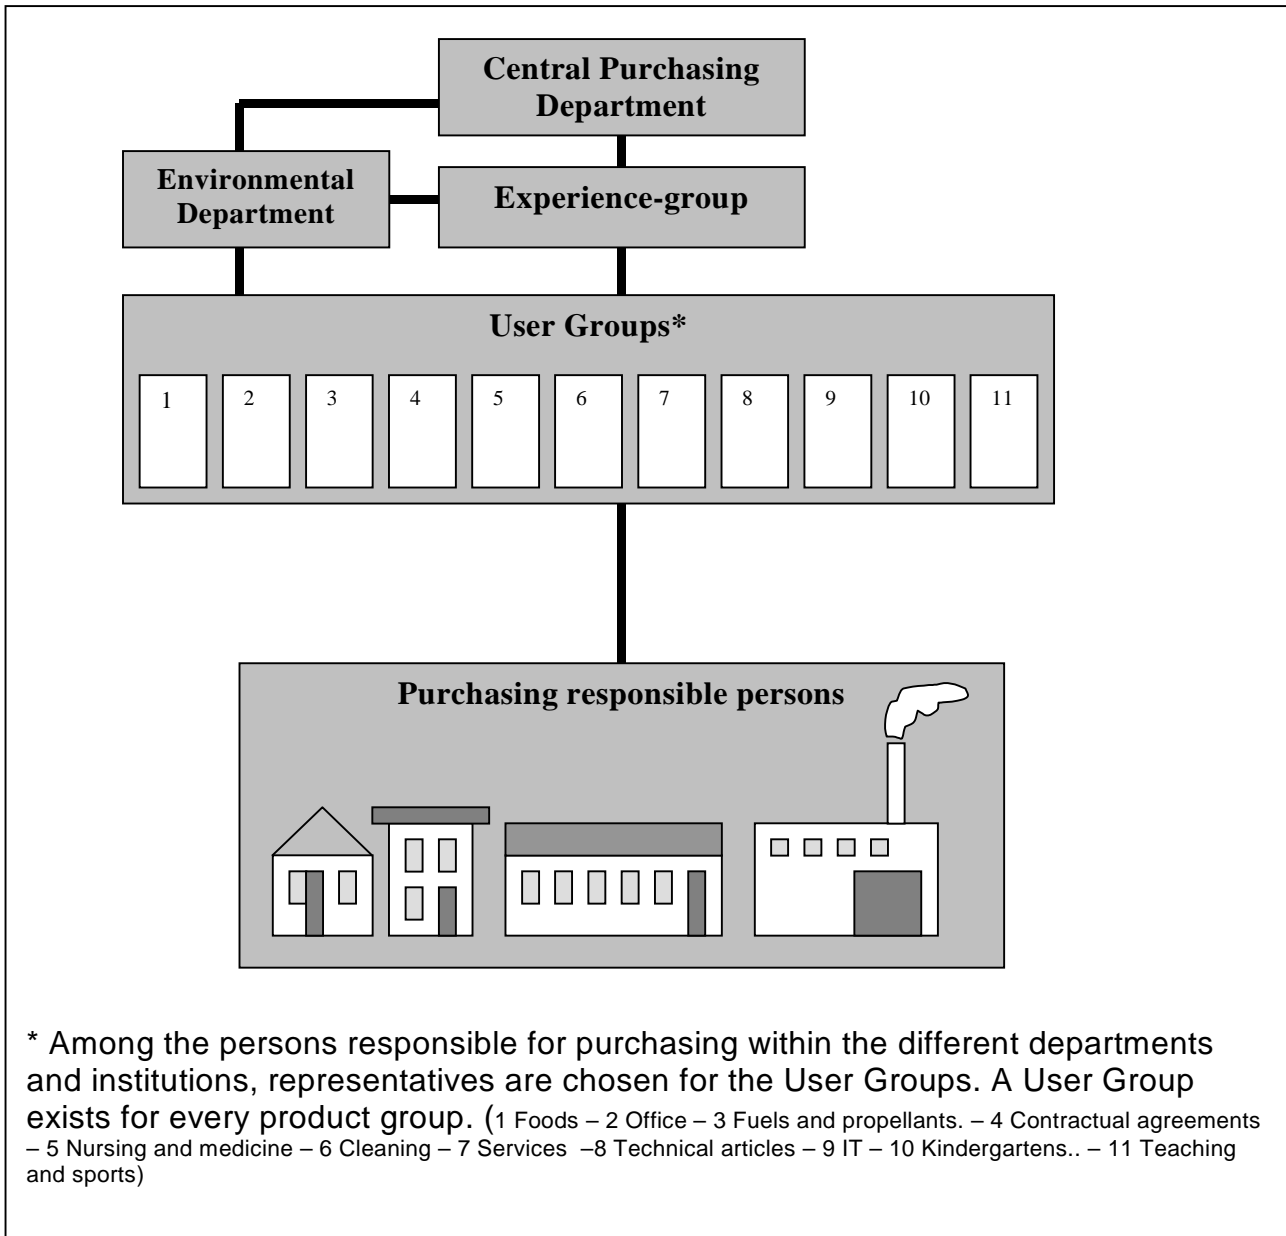 Central Purchasing
Department
Environmental
Department
Experience-group
User Groups*
1 2 3 4 5 6 7 8 9 10 11
Purchasing responsible persons
* Among the persons responsible for purchasing within the different departments
and institutions, representatives are chosen for the User Groups. A User Group
exists for every product group. (1 Foods – 2 Office – 3 Fuels and propellants. – 4 Contractual agreements
– 5 Nursing and medicine – 6 Cleaning – 7 Services –8 Technical articles – 9 IT – 10 Kindergartens.. – 11 Teaching
and sports)